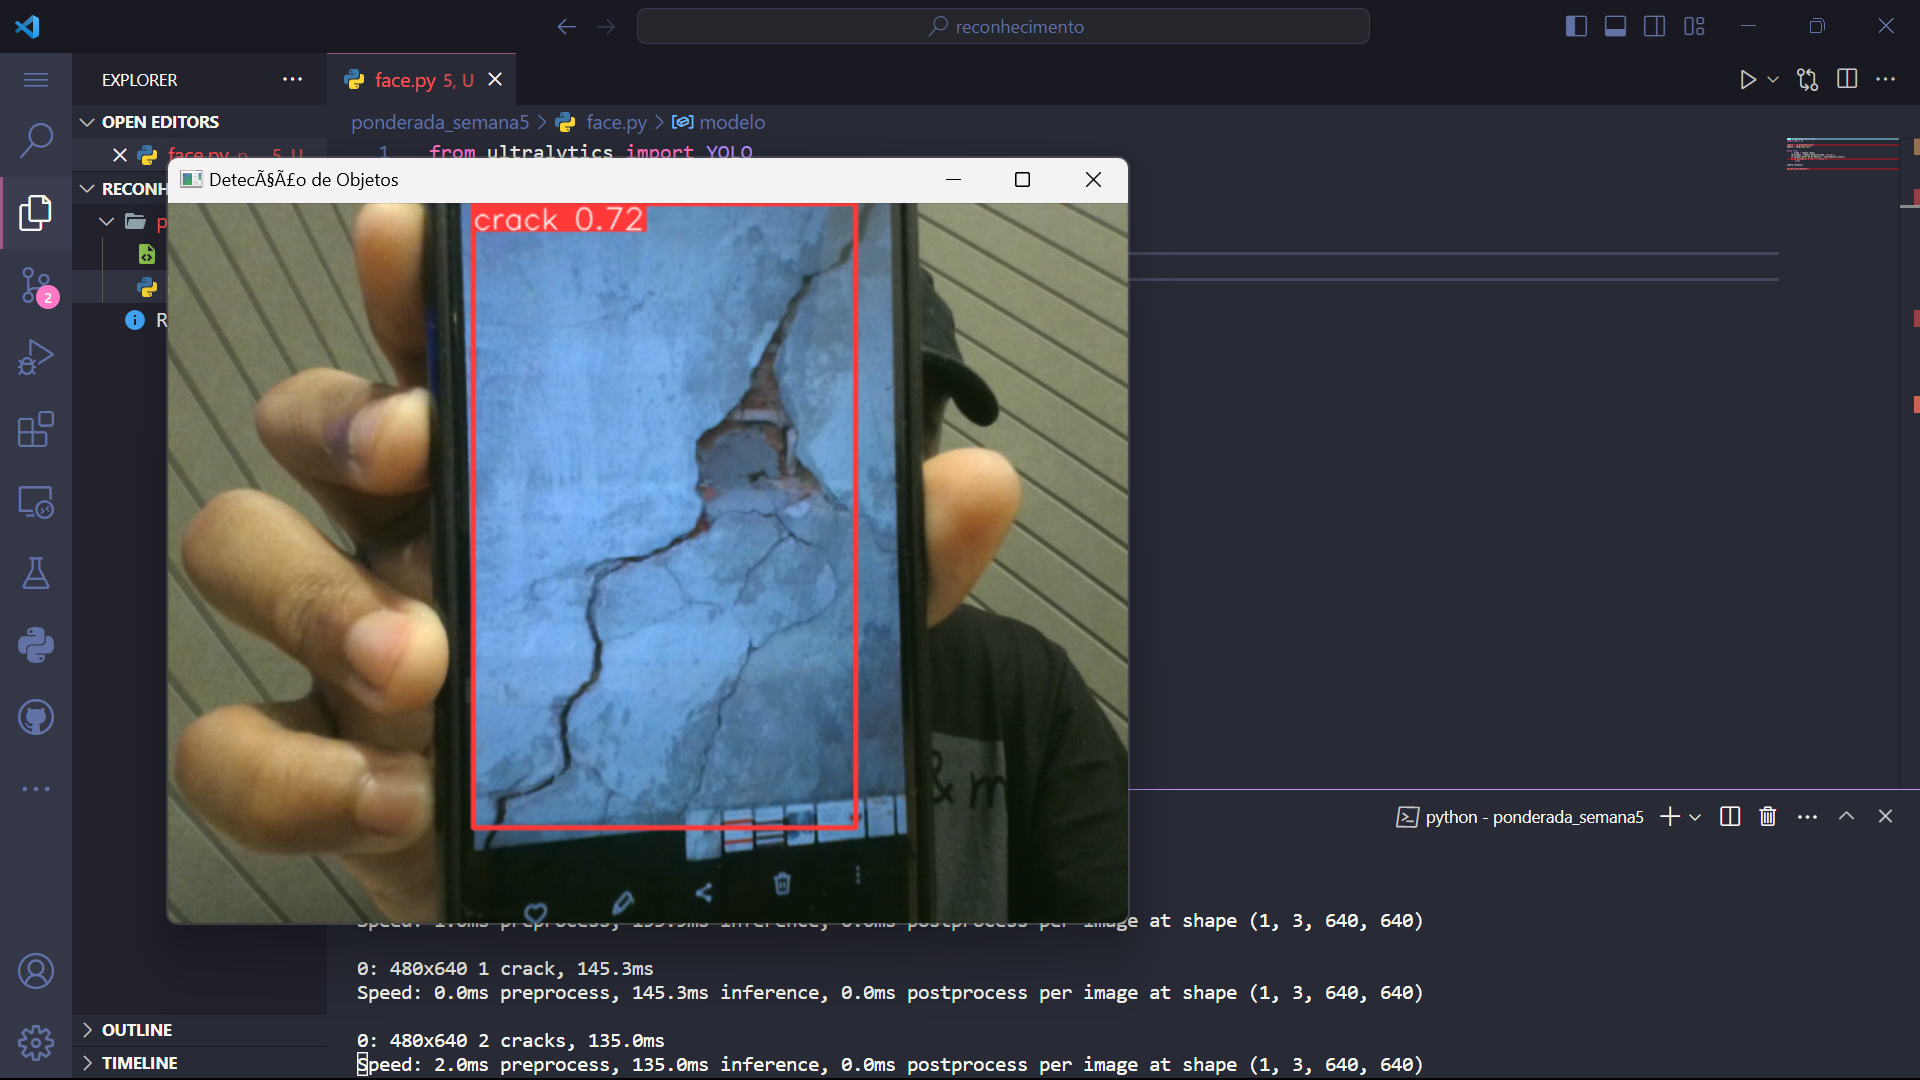 reconhecimento
EXPLORER
face.py 5, U
OPEN EDITORS
ponderada_semana5 > face.py > modelo
face.py
5, U
1 from ultralytics import YOLO
RECONH
DetecÃ§Ã£o de Objetos
crack 0.72
p
2
R
& m
python - ponderada_semana5
Speed: 1.0ms preprocess, 135.5ms inference, 0.0ms postprocess per image at shape (1, 3, 640, 640)
0: 480x640 1 crack, 145.3ms
Speed: 0.0ms preprocess, 145.3ms inference, 0.0ms postprocess per image at shape (1, 3, 640, 640)
0: 480x640 2 cracks, 135.0ms
Speed: 2.0ms preprocess, 135.0ms inference, 0.0ms postprocess per image at shape (1, 3, 640, 640)
OUTLINE
TIMELINE